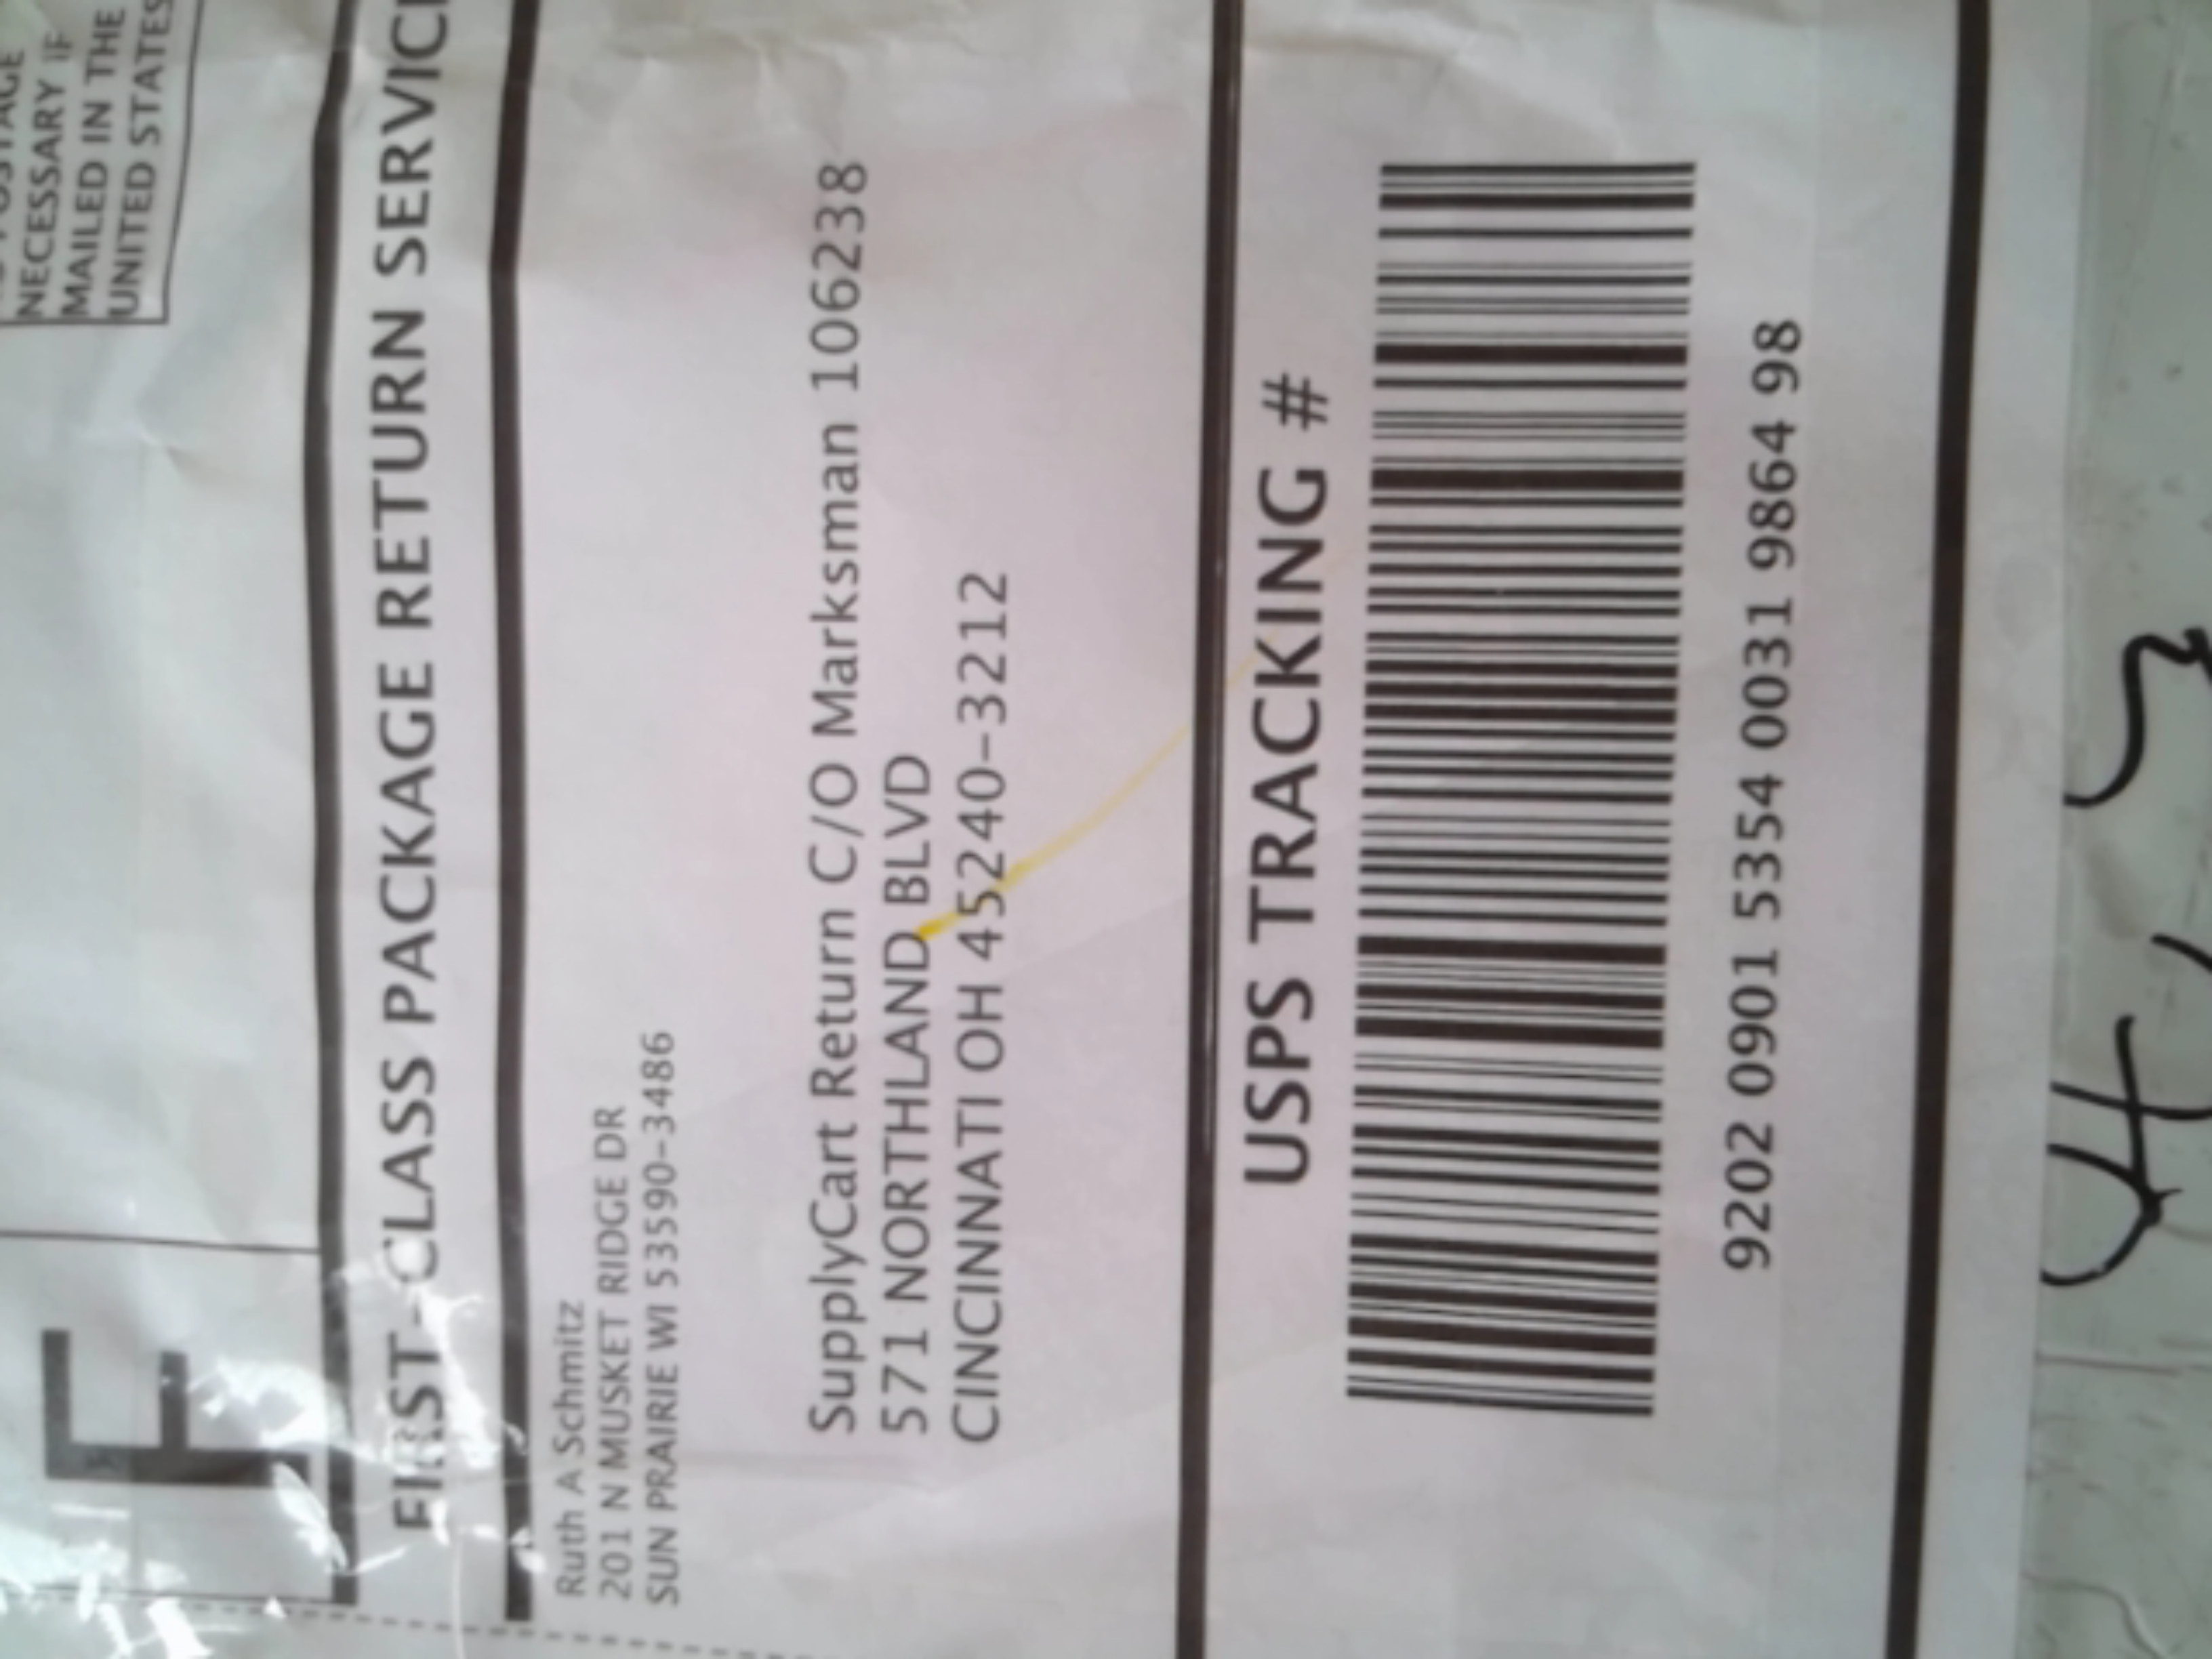 F
NECESSARY IF
MAILED IN THE
UNITED STATES
FIRST-CLASS PACKAGE RETURN SERVIC
Ruth A Schmitz
201 N MUSKET RIDGE DR
SUN PRAIRIE WI 53590-3486
SupplyCart Return C/O Marksman 106238
571 NORTHLAND BLVD
CINCINNATI OH 45240-3212
USPS TRACKING #
9202 0901 5354 0031 9864 98